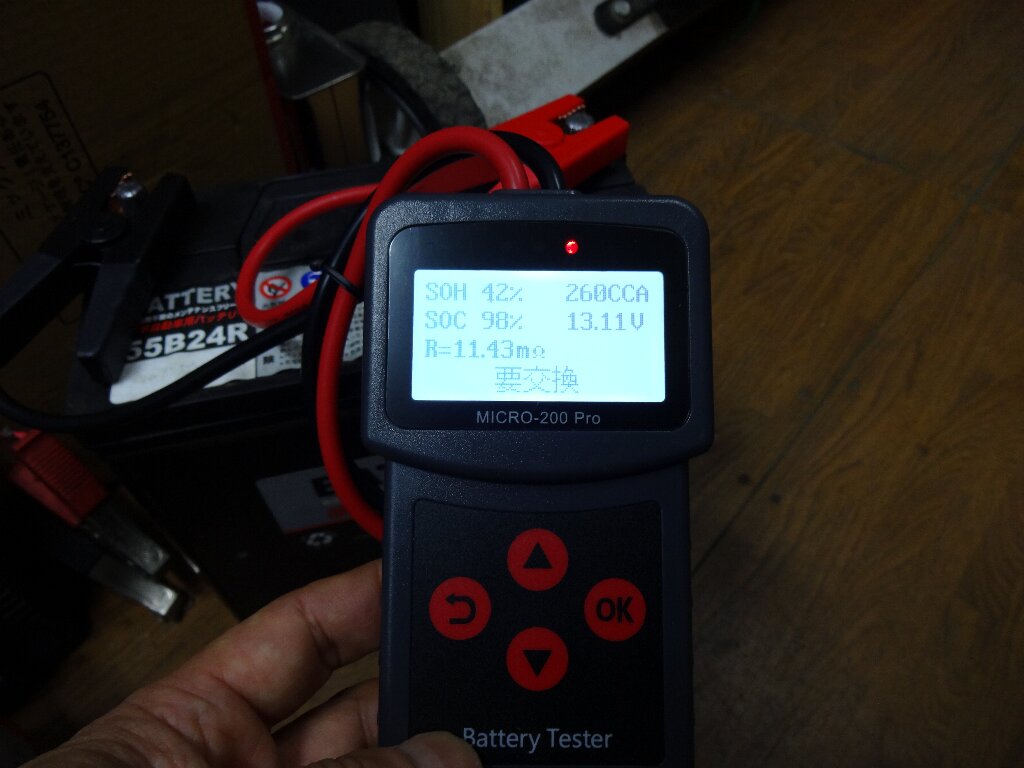 C137754
BATTERY
55B24R
SOH 42% 260CCA
SOC 98% 13.11V
R=11.43mΩ
要交換
MICRO-200 Pro
OK
Battery Tester